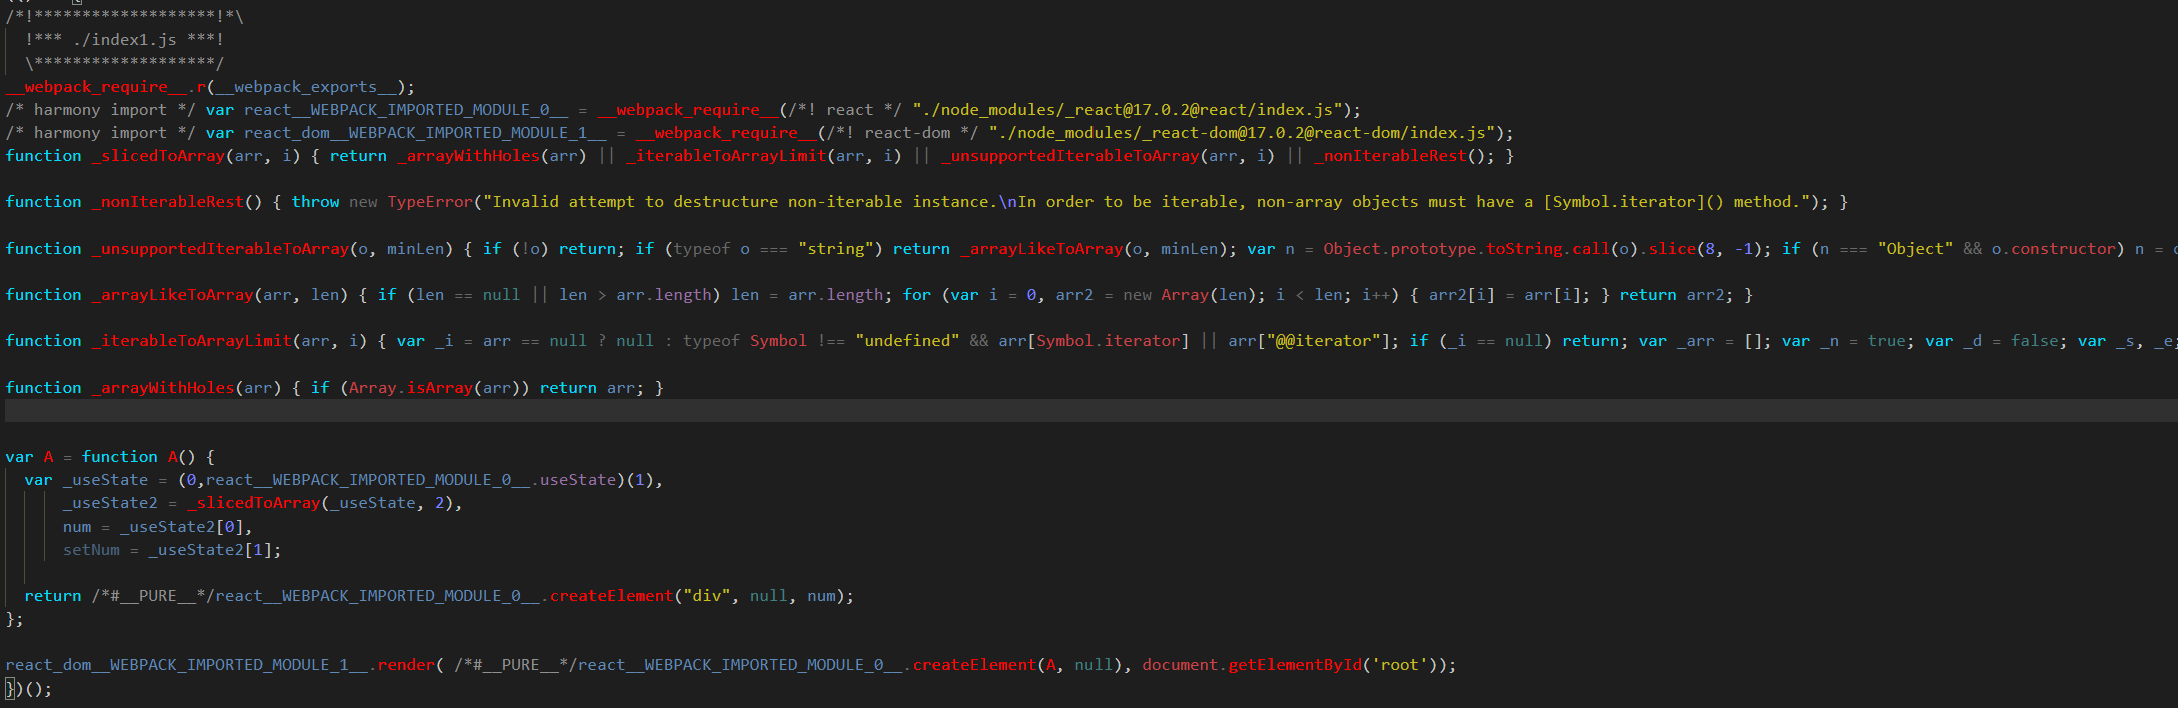 /*!*******************!*\
!*** ./index1.js ***!
\*******************/
__webpack_require__.r(__webpack_exports__);
/* harmony import */ var react__WEBPACK_IMPORTED_MODULE_0__ = __webpack_require__(/*! react */ "./node_modules/_react@17.0.2@react/index.js");
/* harmony import */ var react_dom__WEBPACK_IMPORTED_MODULE_1__ = __webpack_require__(/*! react-dom */ "./node_modules/_react-dom@17.0.2@react-dom/index.js");
function _slicedToArray(arr, i) { return _arrayWithHoles(arr) || _iterableToArrayLimit(arr, i) || _unsupportedIterableToArray(arr, i) || _nonIterableRest(); }
function _nonIterableRest() { throw new TypeError("Invalid attempt to destructure non-iterable instance.\nIn order to be iterable, non-array objects must have a [Symbol.iterator]() method."); }
function _unsupportedIterableToArray(o, minLen) { if (!o) return; if (typeof o === "string") return _arrayLikeToArray(o, minLen); var n = Object.prototype.toString.call(o).slice(8, -1); if (n === "Object" && o.constructor) n =
function _arrayLikeToArray(arr, len) { if (len == null || len > arr.length) len = arr.length; for (var i = 0, arr2 = new Array(len); i < len; i++) { arr2[i] = arr[i]; } return arr2; }
function _iterableToArrayLimit(arr, i) { var _i = arr == null ? null : typeof Symbol !== "undefined" && arr[Symbol.iterator] || arr["@@iterator"]; if (_i == null) return; var _arr = []; var _n = true; var _d = false; var _s, _e;
function _arrayWithHoles(arr) { if (Array.isArray(arr)) return arr; }
var A = function A() {
var _useState = (0,react__WEBPACK_IMPORTED_MODULE_0__.useState)(1),
_useState2 = _slicedToArray(_useState, 2),
num = _useState2[0],
setNum = _useState2[1];
return /*#__PURE__*/react__WEBPACK_IMPORTED_MODULE_0__.createElement("div", null, num);
};
react_dom__WEBPACK_IMPORTED_MODULE_1__.render( /*#__PURE__*/react__WEBPACK_IMPORTED_MODULE_0__.createElement(A, null), document.getElementById('root'));
})();